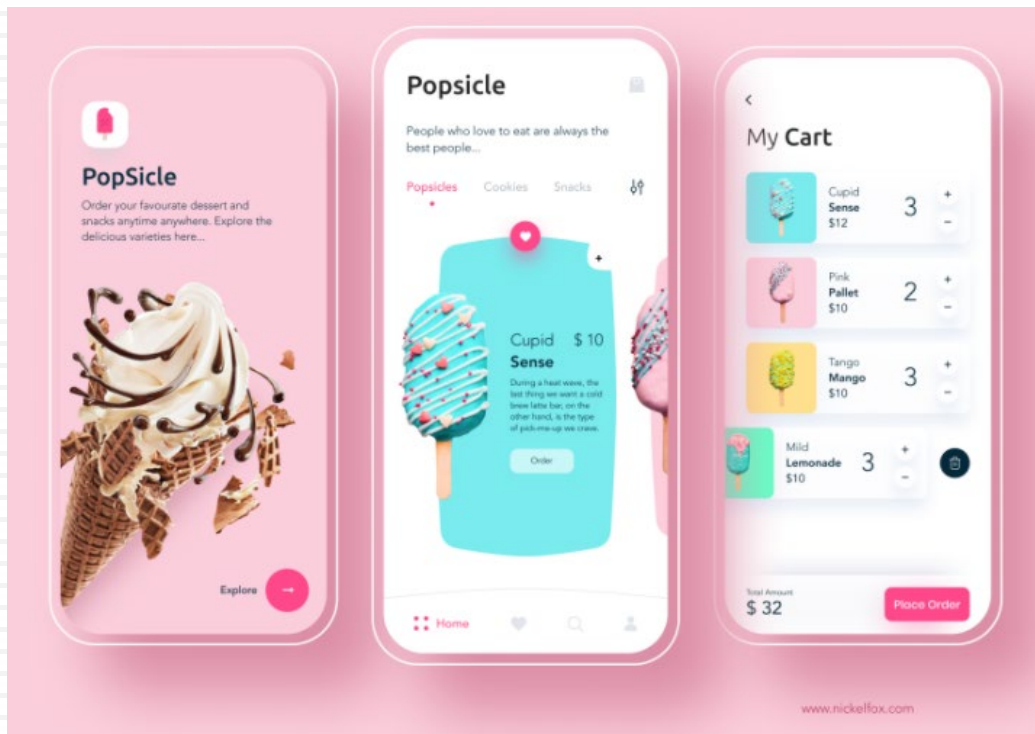 PopSicle
Order your favourate dessert and
snacks anytime anywhere. Explore the
delicious varieties here...
Explore
Popsicle
People who love to eat are always the
best people...
Popsicles Cookies Snacks
Cupid $ 10
Sense
During a heat wave, the
last thing we want a cold
brew latte bar, on the
other hand, is the type
of pick-me-up we crave.
Order
Home
My Cart
Cupid
Sense
$12
3
+
-
Pink
Pallet
$10
2
+
-
Tango
Mango
$10
3
+
-
Mild
Lemonade
$10
3
+
-
Total Amount
$ 32
Place Order
www.nickelfox.com